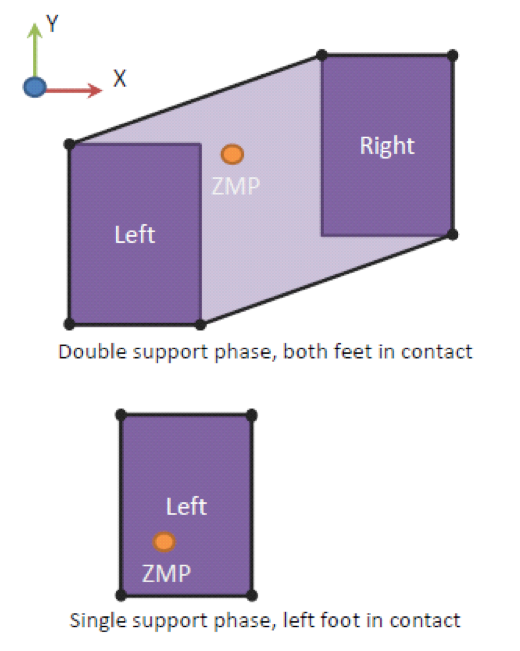 Y
X
Right
ZMP
Left
Double support phase, both feet in contact
Left
ZMP
Single support phase, left foot in contact